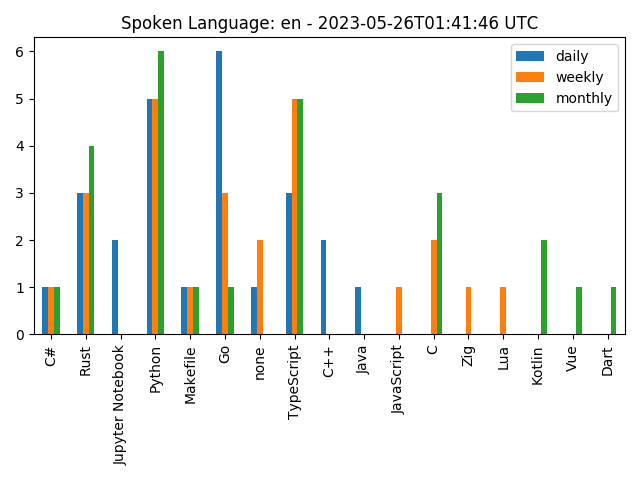 Spoken Language: en - 2023-05-26T01:41:46 UTC
daily
weekly
monthly
6
5
4
3
2
1
0
C#
Rust
Jupyter Notebook
Python
Makefile
Go
none
TypeScript
C++
Java
JavaScript
C
Zig
Lua
Kotlin
Vue
Dart